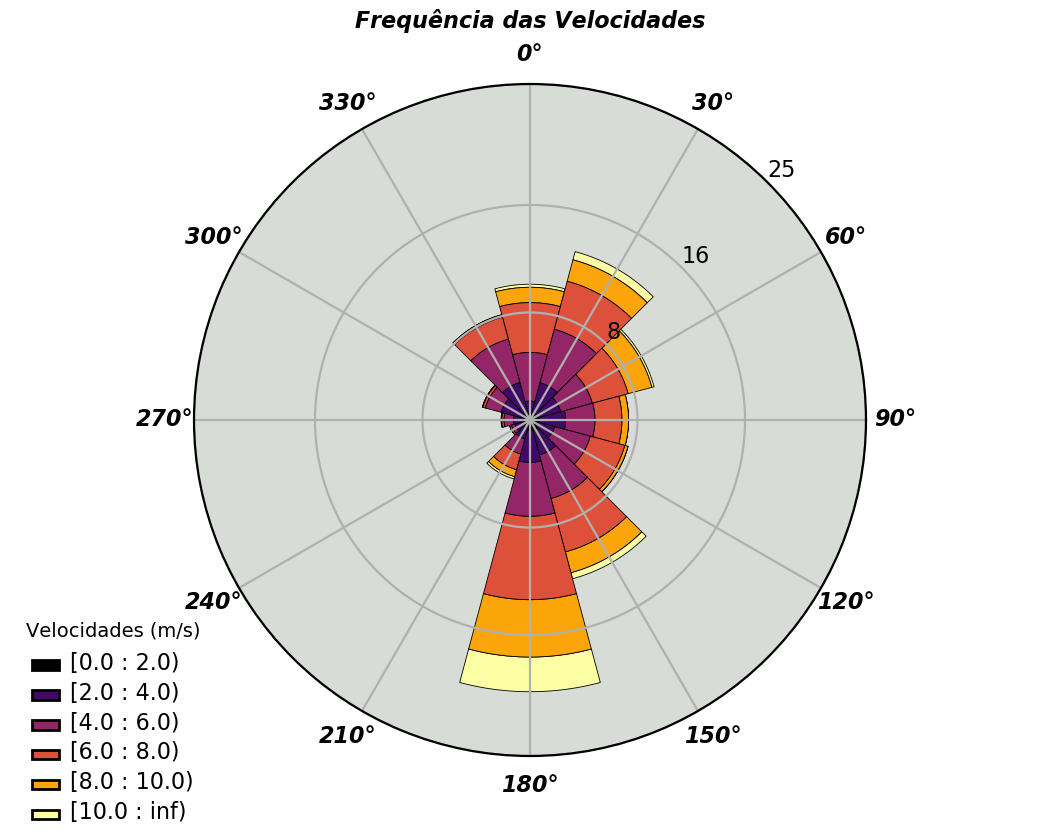 Frequência das Velocidades
0°
330°
30°
25
300°
60°
16
8
270°
90°
240°
120°
210°
150°
180°
Velocidades (m/s)
[0.0 : 2.0)
[2.0 : 4.0)
[4.0 : 6.0)
[6.0 : 8.0)
[8.0 : 10.0)
[10.0 : inf)